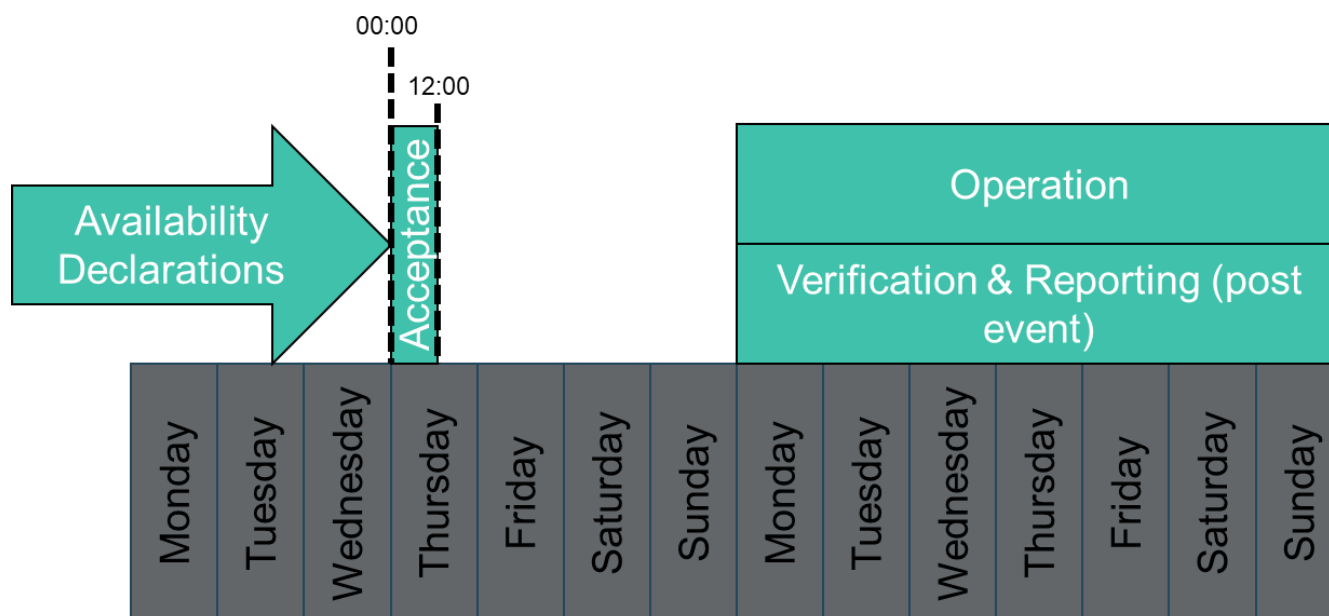 00:00
12:00
Availability
Declarations
Acceptance
Operation
Verification & Reporting (post
event)
Monday
Tuesday
Wednesday
Thursday
Friday
Saturday
Sunday
Monday
Tuesday
Wednesday
Thursday
Friday
Saturday
Sunday